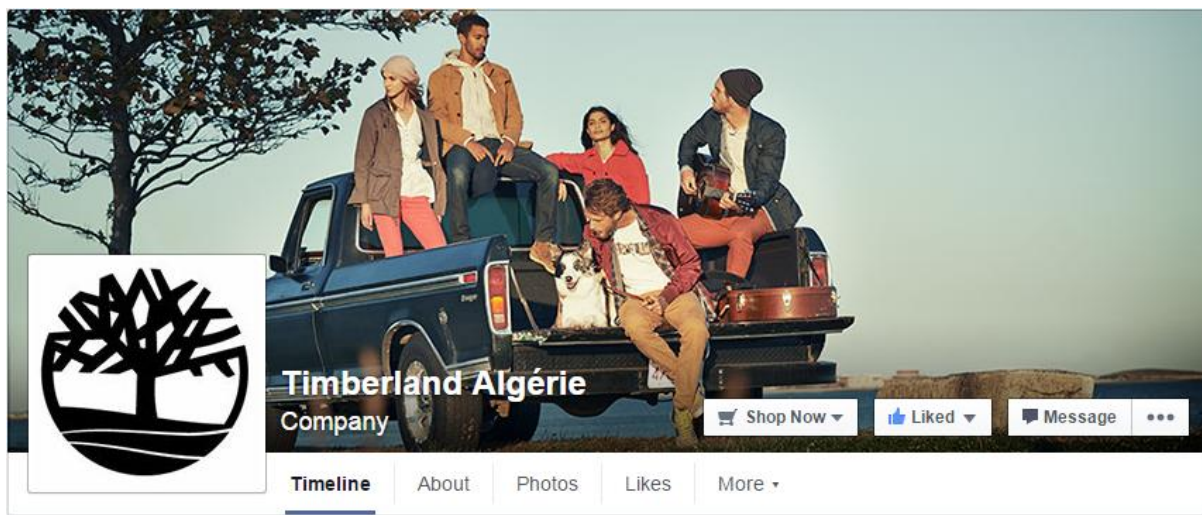 Timberland Algérie
Company
Shop Now
Liked
Message
Timeline
About
Photos
Likes
More